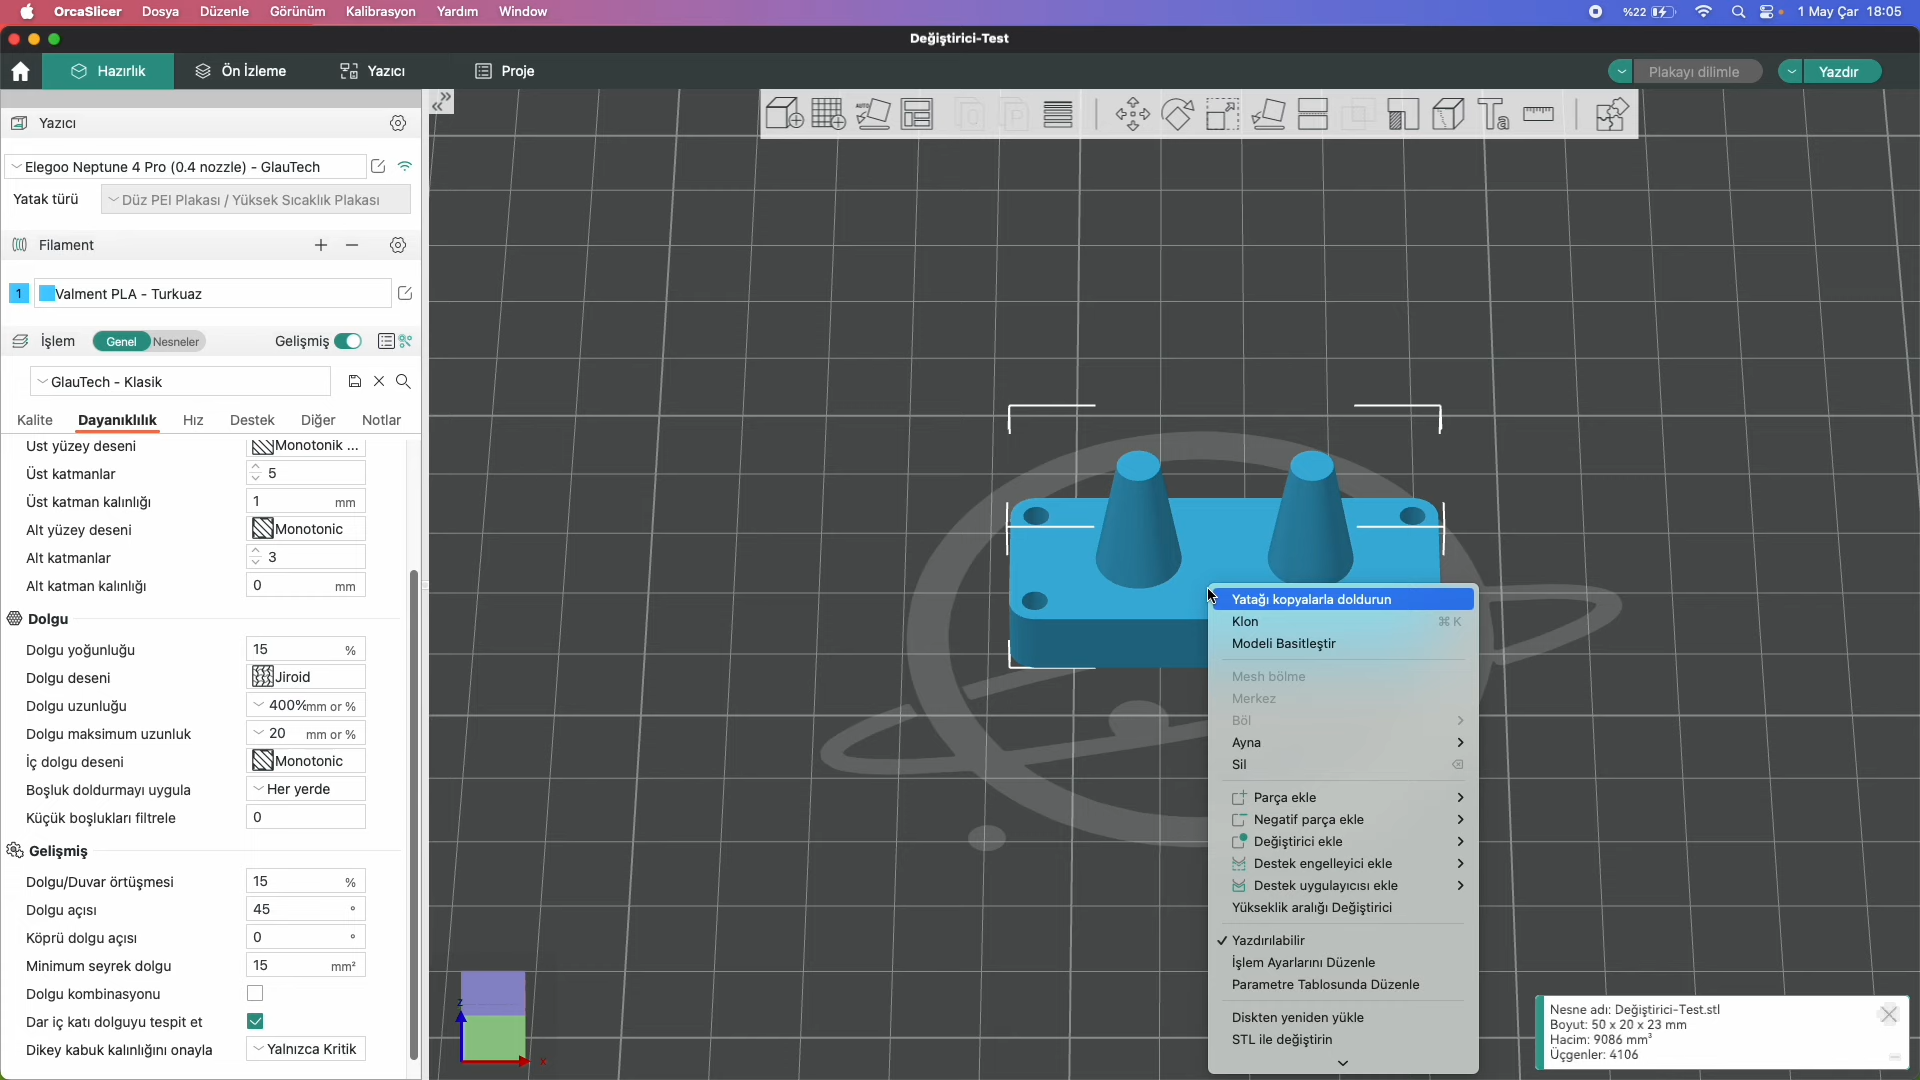 OrcaSlicer Dosya Düzenle Görünüm Kalibrasyon Yardım Window %22 1 May Çar 18:05
Değiştirici-Test
Hazırlık Ön İzleme Yazıcı Proje Plakayı dilimle Yazdır
Yazıcı
Elegoo Neptune 4 Pro (0.4 nozzle) - GlauTech
Yatak türü Düz PEI Plakası / Yüksek Sıcaklık Plakası
Filament
1 Valment PLA - Turkuaz
İşlem Genel Nesneler Gelişmiş
GlauTech - Klasik
Kalite Dayanıklılık Hız Destek Diğer Notlar
Üst yüzey deseni Monotonik ...
Üst katmanlar 5
Üst katman kalınlığı 1 mm
Alt yüzey deseni Monotonic
Alt katmanlar 3
Alt katman kalınlığı 0 mm
Dolgu
Dolgu yoğunluğu 15 %
Dolgu deseni Jiroid
Dolgu uzunluğu 400% mm or %
Dolgu maksimum uzunluk 20 mm or %
İç dolgu deseni Monotonic
Boşluk doldurmayı uygula Her yerde
Küçük boşlukları filtrele 0
Gelişmiş
Dolgu/Duvar örtüşmesi 15 %
Dolgu açısı 45 °
Köprü dolgu açısı 0 °
Minimum seyrek dolgu 15 mm²
Dolgu kombinasyonu
Dar iç katı dolguyu tespit et
Dikey kabuk kalınlığını onayla Yalnızca Kritik
AUTO
Yatağı kopyalarla doldurun
Klon ⌘ K
Modeli Basitleştir
Mesh bölme
Merkez
Böl
Ayna
Sil
Parça ekle
Negatif parça ekle
Değiştirici ekle
Destek engelleyici ekle
Destek uygulayıcısı ekle
Yükseklik aralığı Değiştirici
Yazdırılabilir
İşlem Ayarlarını Düzenle
Parametre Tablosunda Düzenle
Diskten yeniden yükle
STL ile değiştirin
z
x
Nesne adı: Değiştirici-Test.stl
Boyut: 50 x 20 x 23 mm
Hacim: 9086 mm³
Üçgenler: 4106